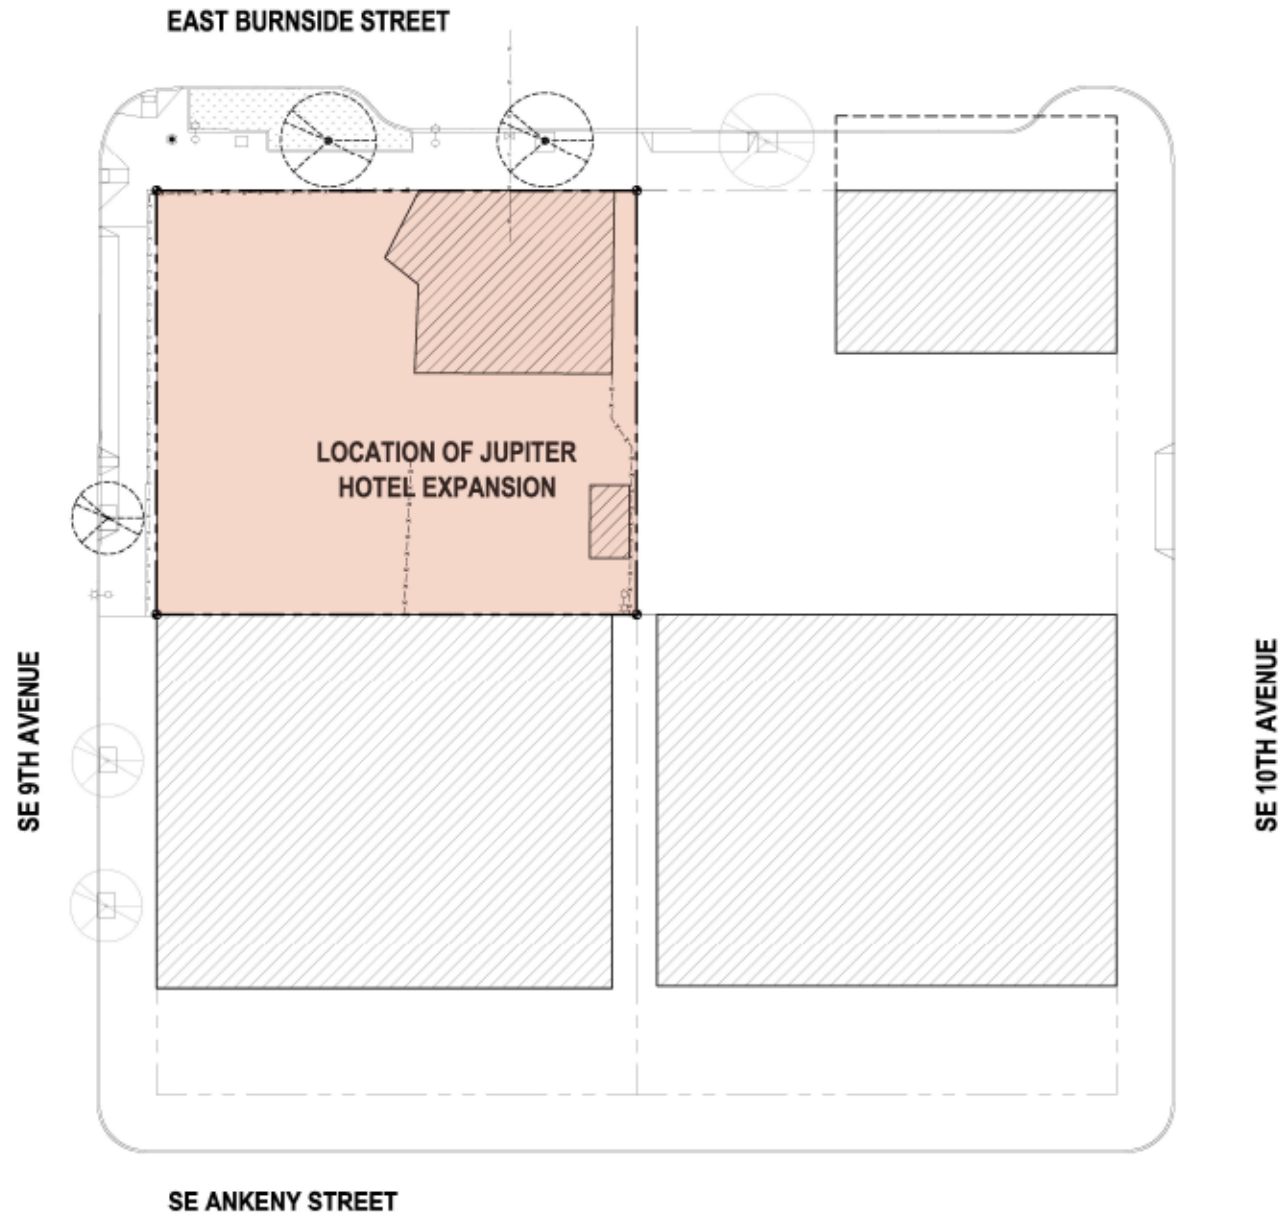 EAST BURNSIDE STREET
LOCATION OF JUPITER
HOTEL EXPANSION
SE 9TH AVENUE
SE 10TH AVENUE
SE ANKENY STREET